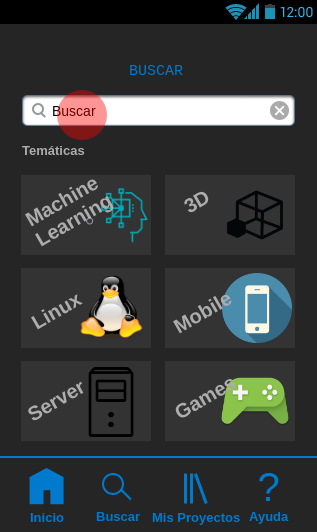 12:00
BUSCAR
Buscar
Temáticas
Machine
Learning
3D
Linux
Mobile
Server
Games
Inicio
Buscar
Mis Proyectos
Ayuda